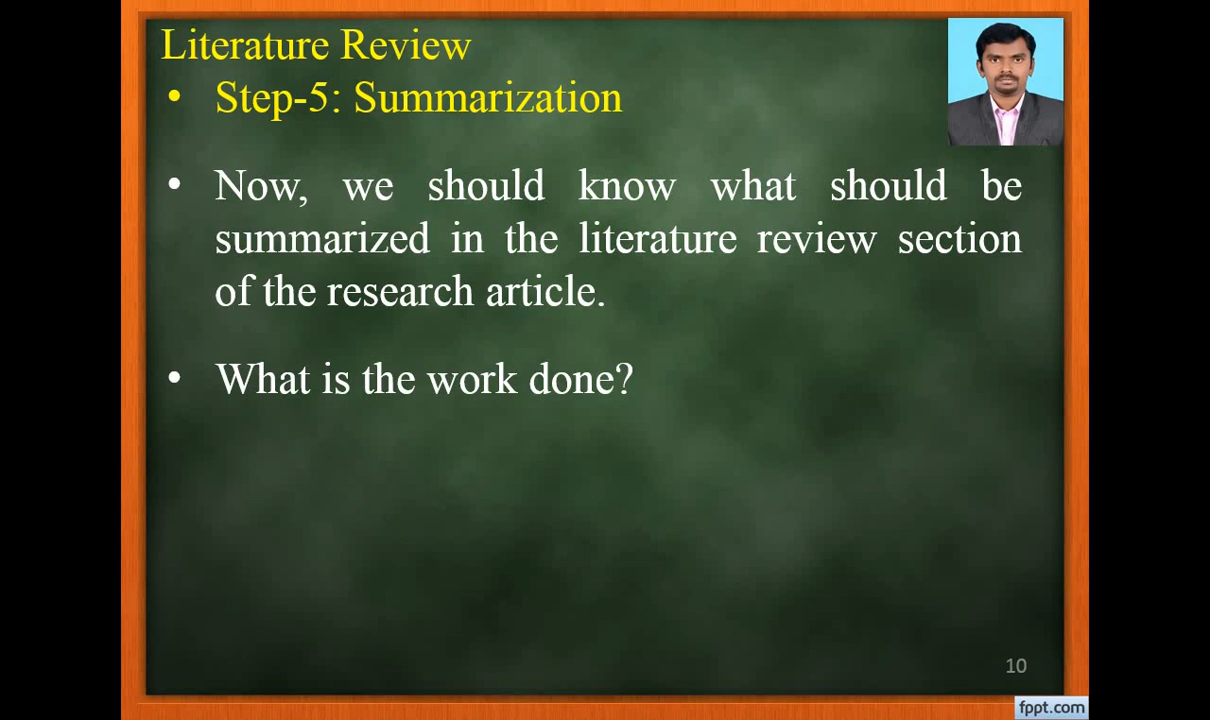 Literature Review
• Step-5: Summarization
• Now, we should know what should be
summarized in the literature review section
of the research article.
• What is the work done?
10
fppt.com